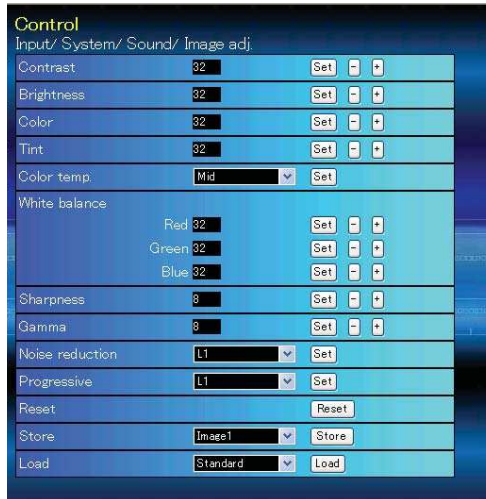 Control
Input/ System/ Sound/ Image adj.
Contrast 32 Set - +
Brightness 32 Set - +
Color 32 Set - +
Tint 32 Set - +
Color temp. Mid Set
White balance
Red 32 Set - +
Green 32 Set - +
Blue 32 Set - +
Sharpness 8 Set - +
Gamma 8 Set - +
Noise reduction L1 Set
Progressive L1 Set
Reset Reset
Store Image1 Store
Load Standard Load